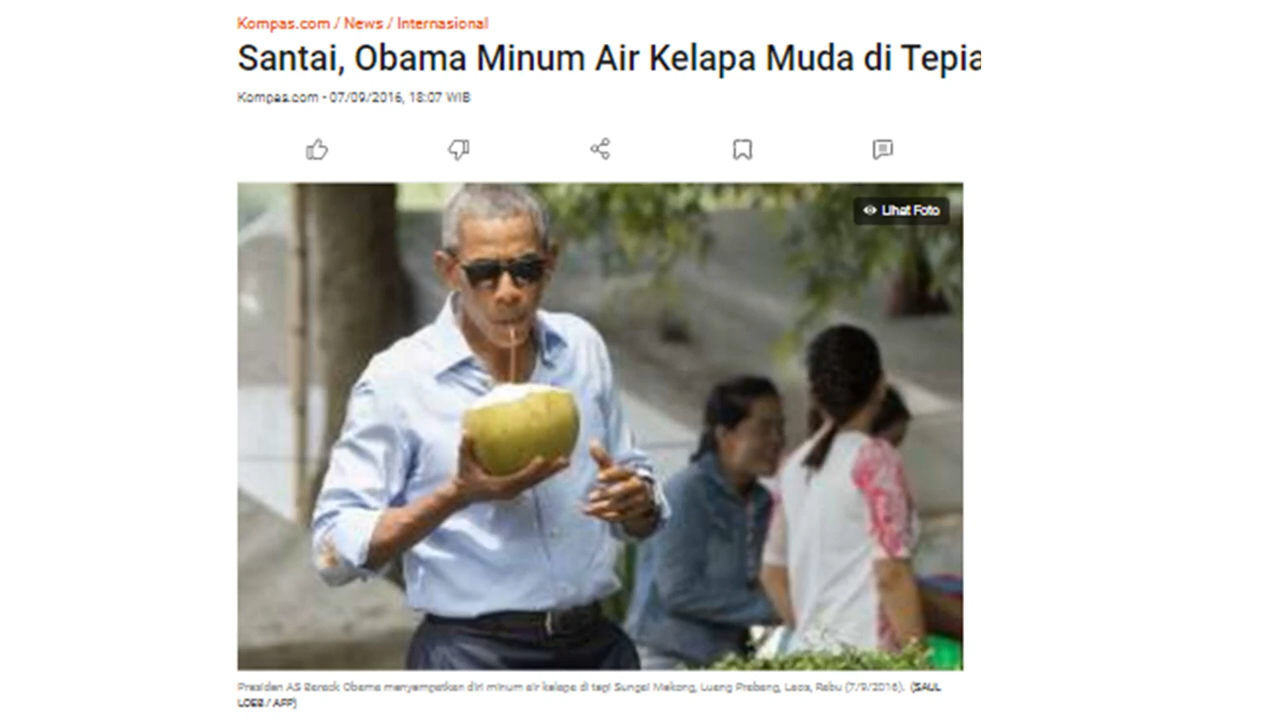 Kompas.com / News / Internasional
Santai, Obama Minum Air Kelapa Muda di Tepia
Kompas.com - 07/09/2016, 18:07 WIB
Lihat Foto
Presiden AS Barack Obama menyempatkan diri minum air kelapa di tepi Sungai Mekong, Luang Prabang, Laos, Rabu (7/9/2016). (SAUL
LOEB / AFP)